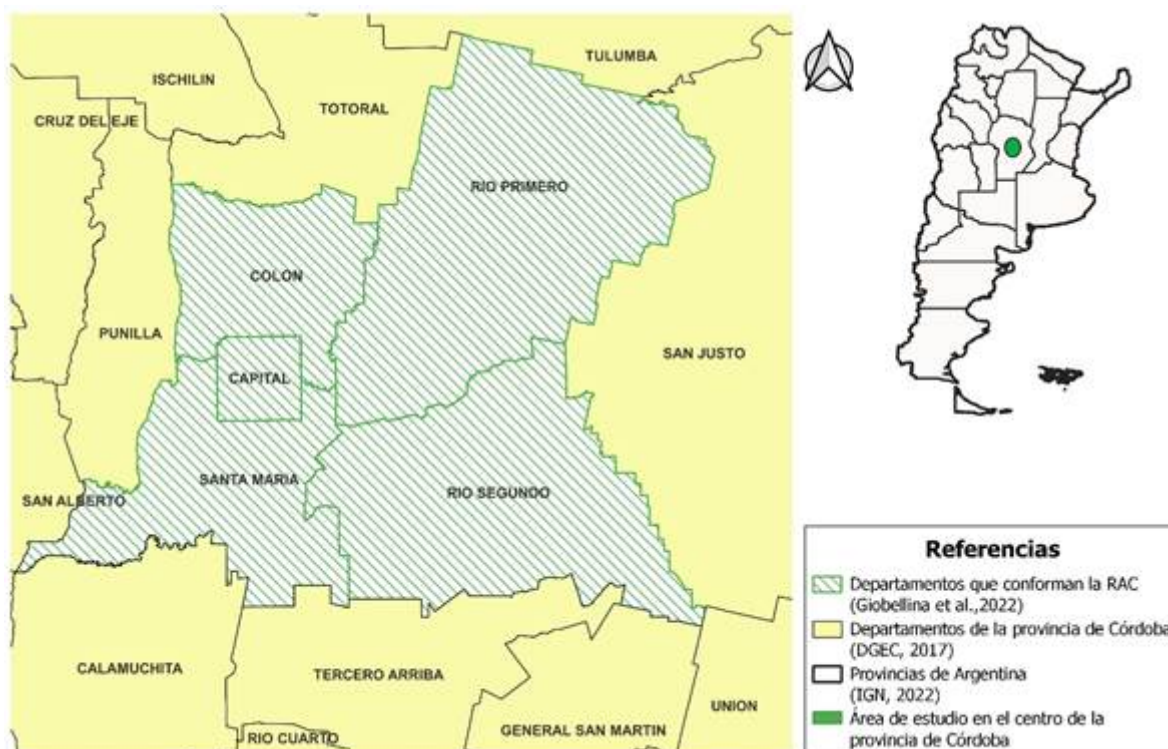 TULUMBA
ISCHILIN
TOTORAL
CRUZ DEL EJE
RIO PRIMERO
COLON
PUNILLA
SAN JUSTO
CAPITAL
SANTA MARIA
RIO SEGUNDO
SAN ALBERTO
CALAMUCHITA
TERCERO ARRIBA
UNION
GENERAL SAN MARTIN
RIO CUARTO
Referencias
Departamentos que conforman la RAC
(Giobellina et al.,2022)
Departamentos de la provincia de Córdoba
(DGEC, 2017)
Provincias de Argentina
(IGN, 2022)
Área de estudio en el centro de la
provincia de Córdoba